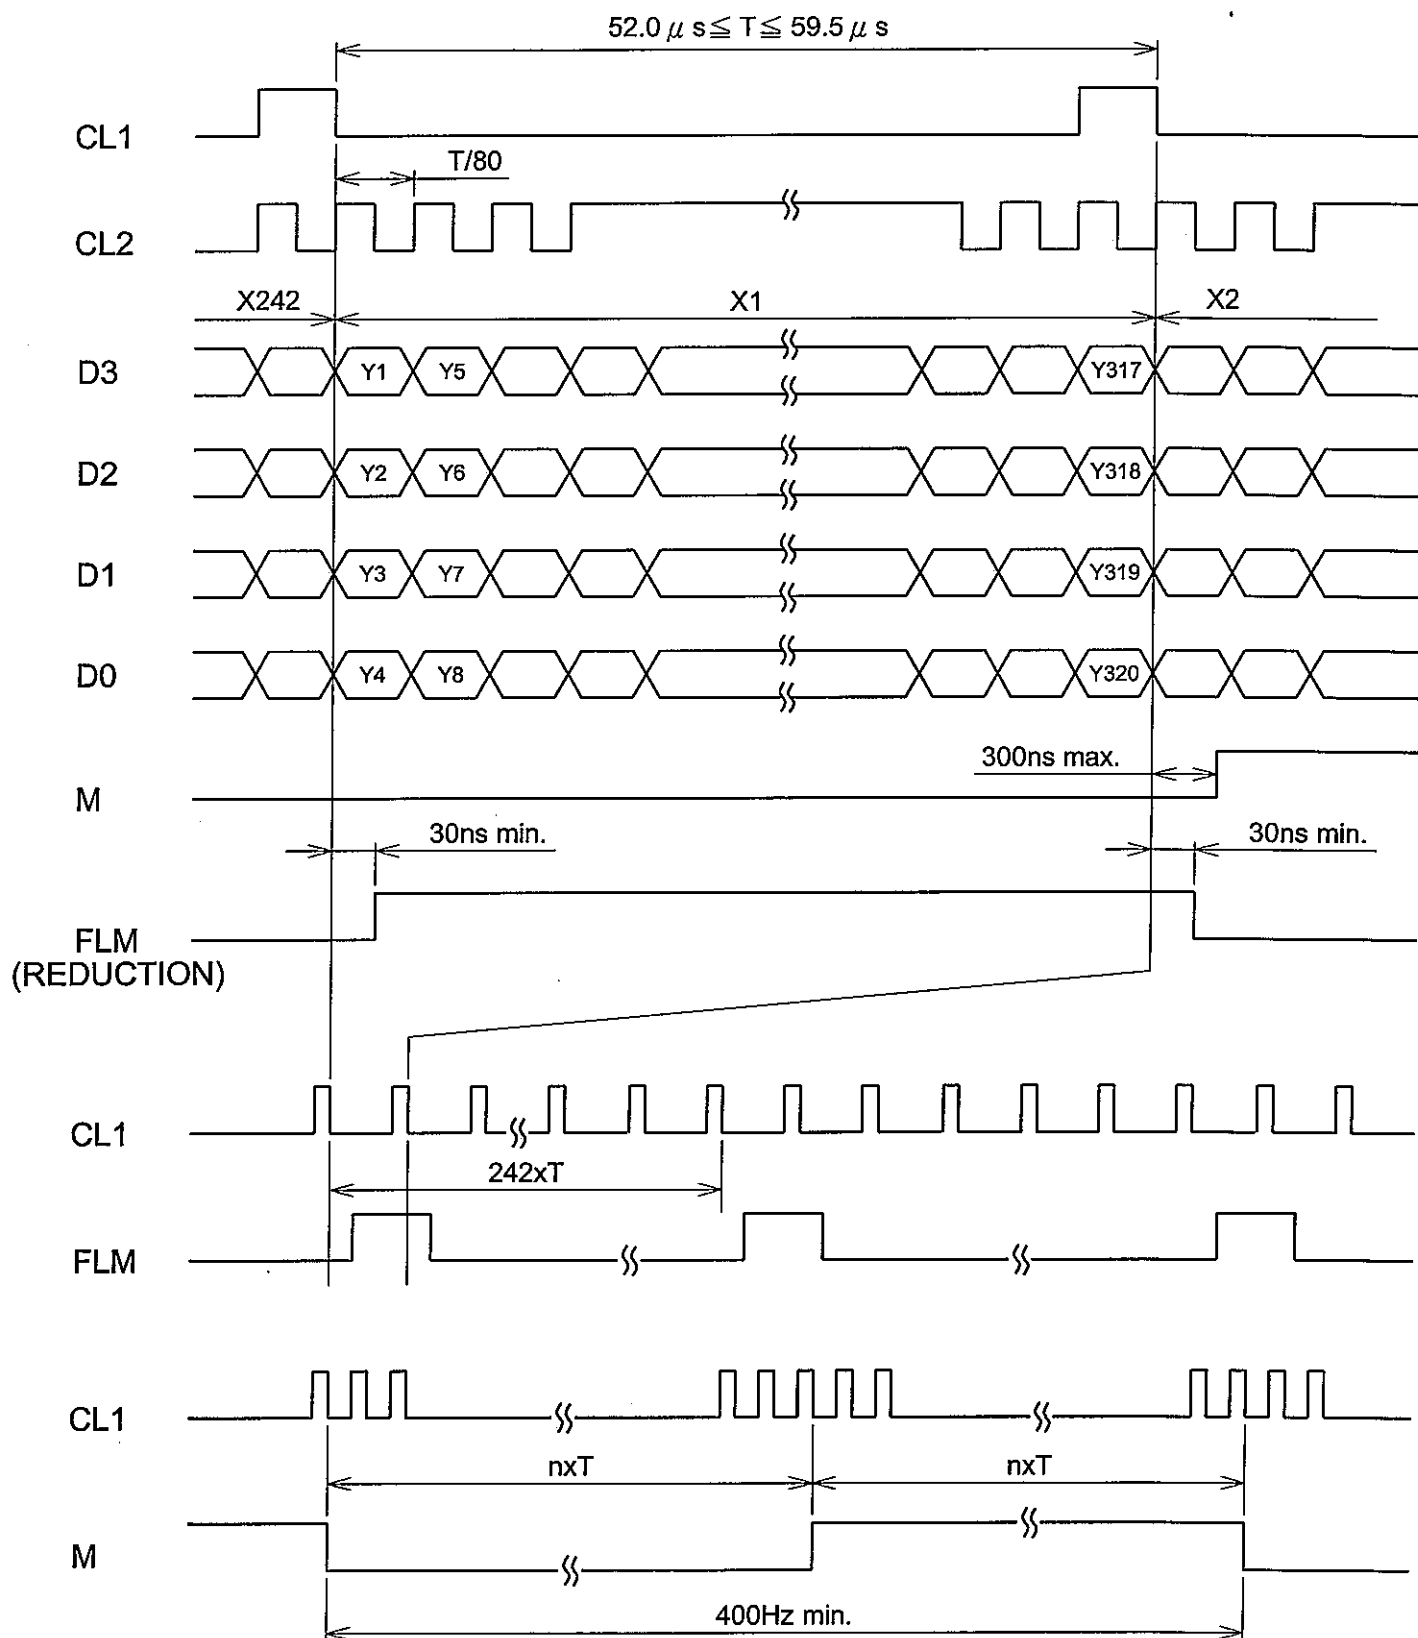 52.0 μ s ≦ T ≦ 59.5 μ s
CL1
T/80
CL2
X242 X1 X2
D3 Y1 Y5 Y317
D2 Y2 Y6 Y318
D1 Y3 Y7 Y319
D0 Y4 Y8 Y320
300ns max.
M
30ns min. 30ns min.
FLM
(REDUCTION)
CL1
242xT
FLM
CL1
nxT nxT
M
400Hz min.